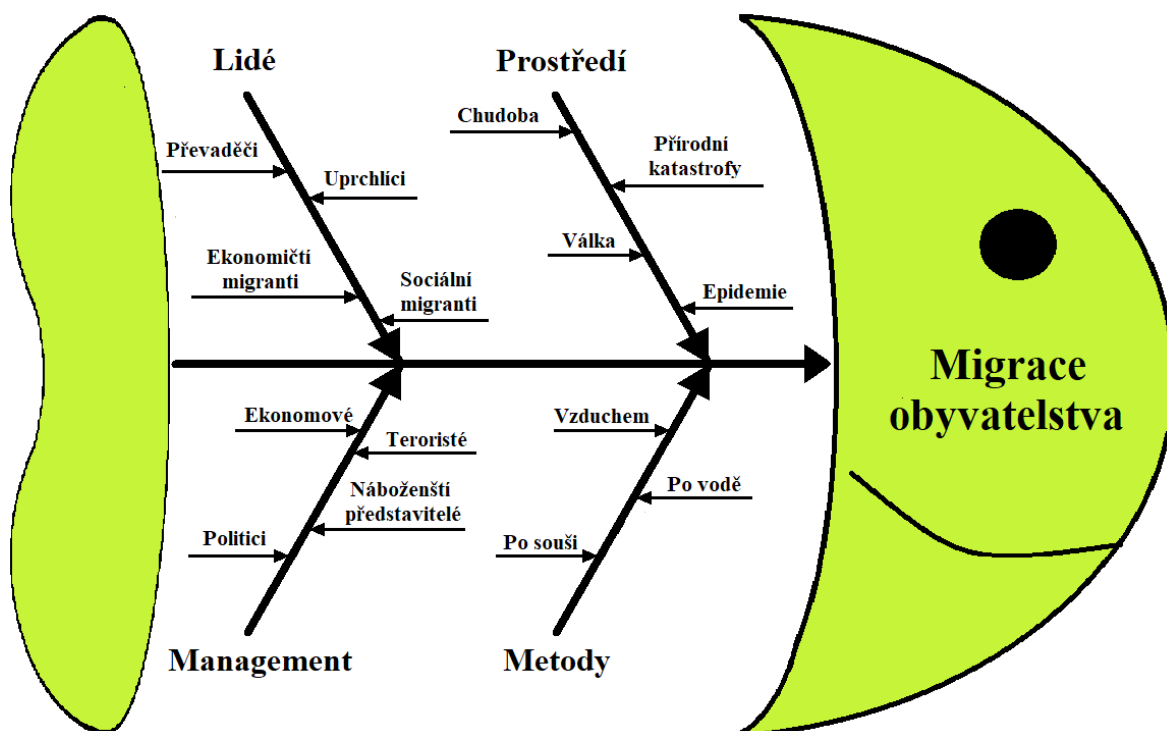 Lidé
Prostředí
Chudoba
Převaděči
Přírodní
katastrofy
Uprchlíci
Válka
Ekonomičtí
migranti
Sociální
migranti
Epidemie
Migrace
obyvatelstva
Ekonomové
Teroristé
Vzduchem
Náboženští
představitelé
Po vodě
Politici
Po souši
Management
Metody